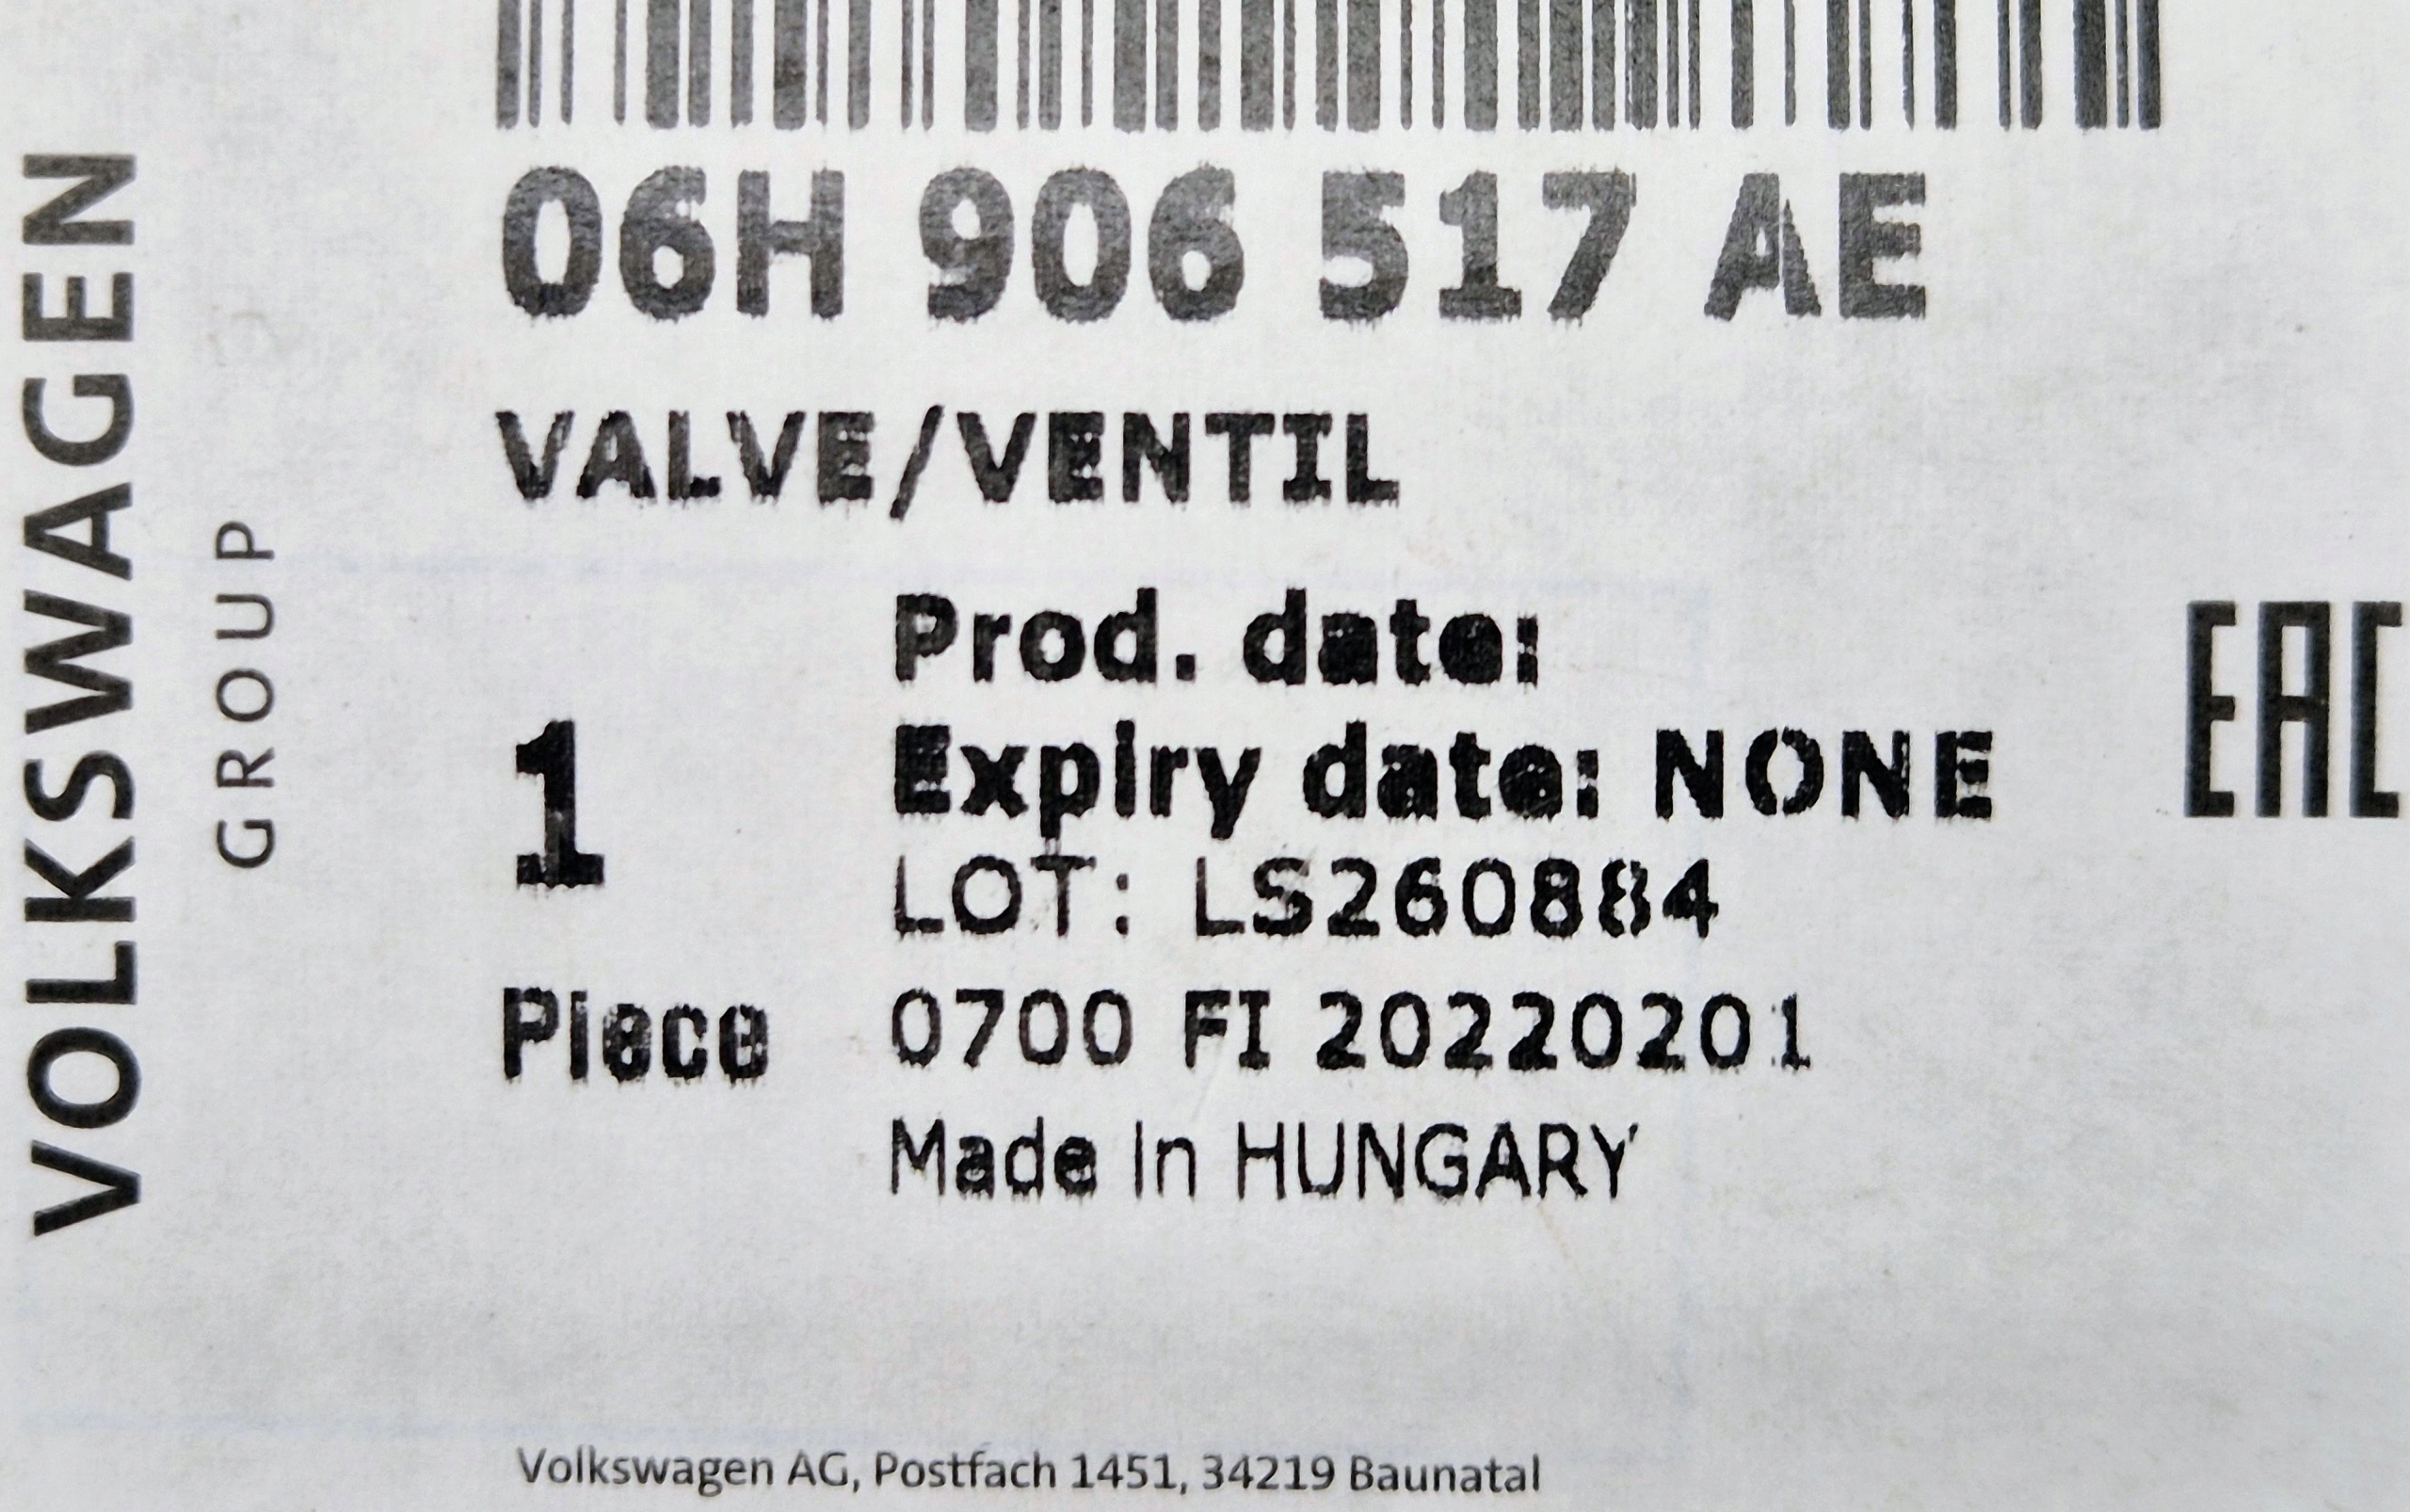 VOLKSWAGEN
GROUP
06H 906 517 AE
VALVE/VENTIL
Prod. date:
1
Expiry date: NONE
LOT: LS260884
Piece
0700 FI 20220201
Made in HUNGARY
EAC
Volkswagen AG, Postfach 1451, 34219 Baunatal